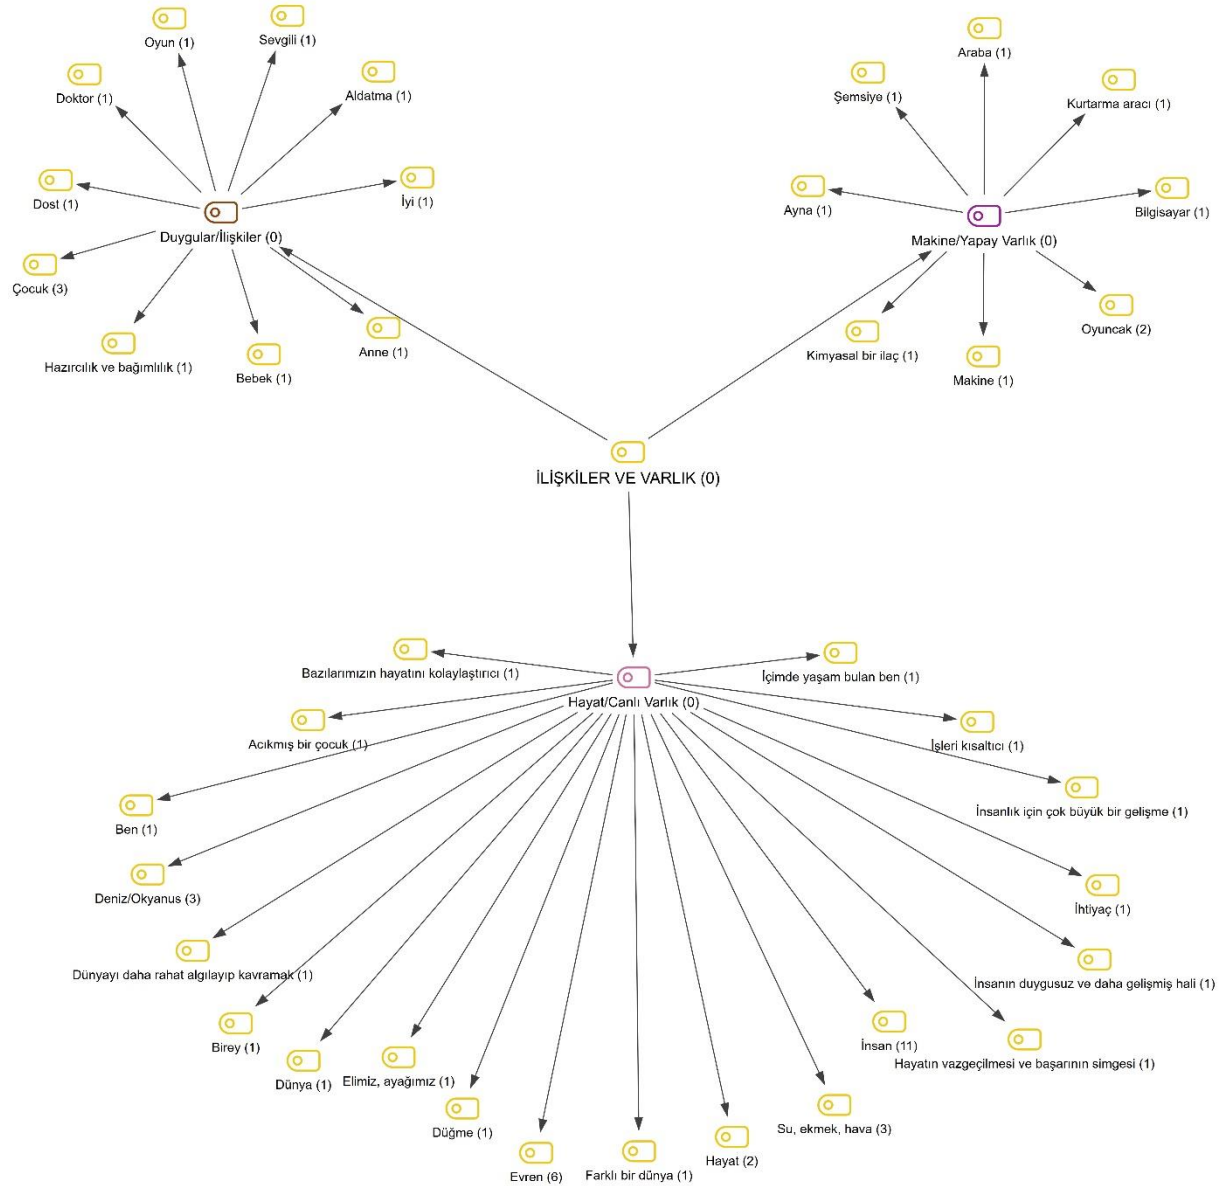 Oyun (1)
Sevgili (1)
Doktor (1)
Aldatma (1)
Dost (1)
İyi (1)
Duygular/İlişkiler (0)
Çocuk (3)
Hazırcılık ve bağımlılık (1)
Bebek (1)
Anne (1)
Araba (1)
Şemsiye (1)
Kurtarma aracı (1)
Ayna (1)
Bilgisayar (1)
Makine/Yapay Varlık (0)
Oyuncak (2)
Kimyasal bir ilaç (1)
Makine (1)
İLİŞKİLER VE VARLIK (0)
Bazılarımızın hayatını kolaylaştırıcı (1)
İçimde yaşam bulan ben (1)
Hayat/Canlı Varlık (0)
Acıkmış bir çocuk (1)
İşleri kısaltıcı (1)
Ben (1)
İnsanlık için çok büyük bir gelişme (1)
Deniz/Okyanus (3)
İhtiyaç (1)
Dünyayı daha rahat algılayıp kavramak (1)
İnsanın duygusuz ve daha gelişmiş hali (1)
Birey (1)
İnsan (11)
Hayatın vazgeçilmesi ve başarının simgesi (1)
Dünya (1)
Elimiz, ayağımız (1)
Düğme (1)
Su, ekmek, hava (3)
Evren (6)
Farklı bir dünya (1)
Hayat (2)